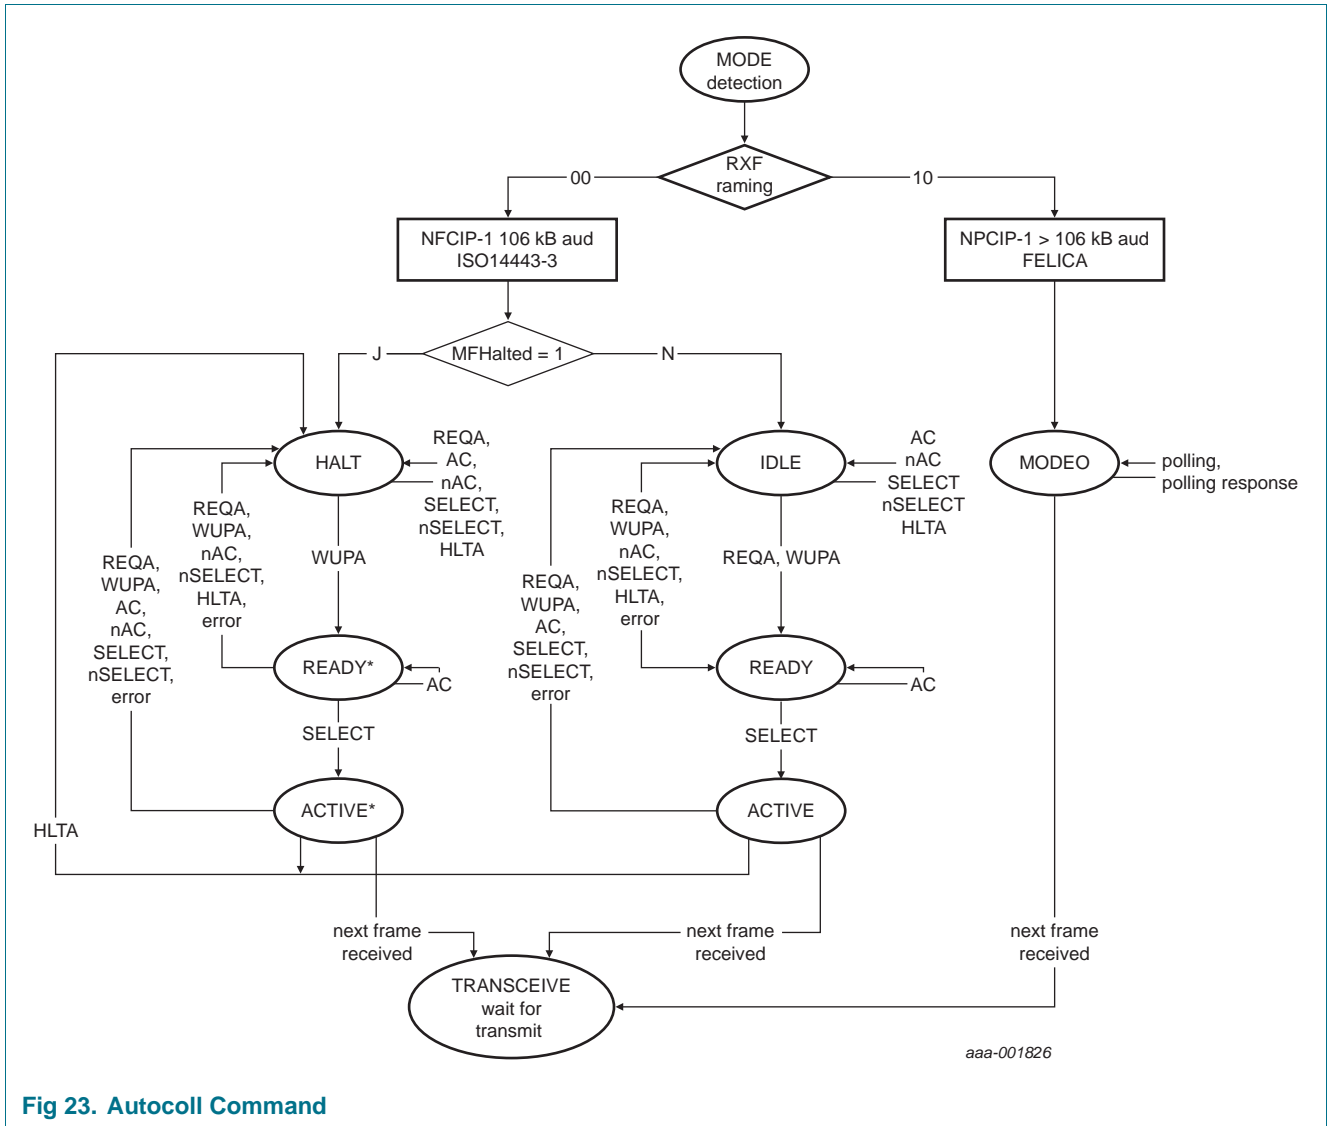 MODE
detection
RXF
raming
00
10
NFCIP-1 106 kB aud
ISO14443-3
NPCIP-1 > 106 kB aud
FELICA
J
MFHalted = 1
N
HALT
REQA,
AC,
nAC,
SELECT,
nSELECT,
HLTA
IDLE
AC
nAC
SELECT
nSELECT
HLTA
MODEO
polling,
polling response
REQA,
WUPA,
AC,
nAC,
SELECT,
nSELECT,
error
REQA,
WUPA,
nAC,
nSELECT,
HLTA,
error
WUPA
REQA,
WUPA,
AC,
SELECT,
nSELECT,
error
REQA,
WUPA,
nAC,
nSELECT,
HLTA,
error
REQA, WUPA
READY*
AC
READY
AC
SELECT
SELECT
ACTIVE*
ACTIVE
HLTA
next frame
received
next frame
received
next frame
received
TRANSCEIVE
wait for
transmit
aaa-001826
Fig 23. Autocoll Command